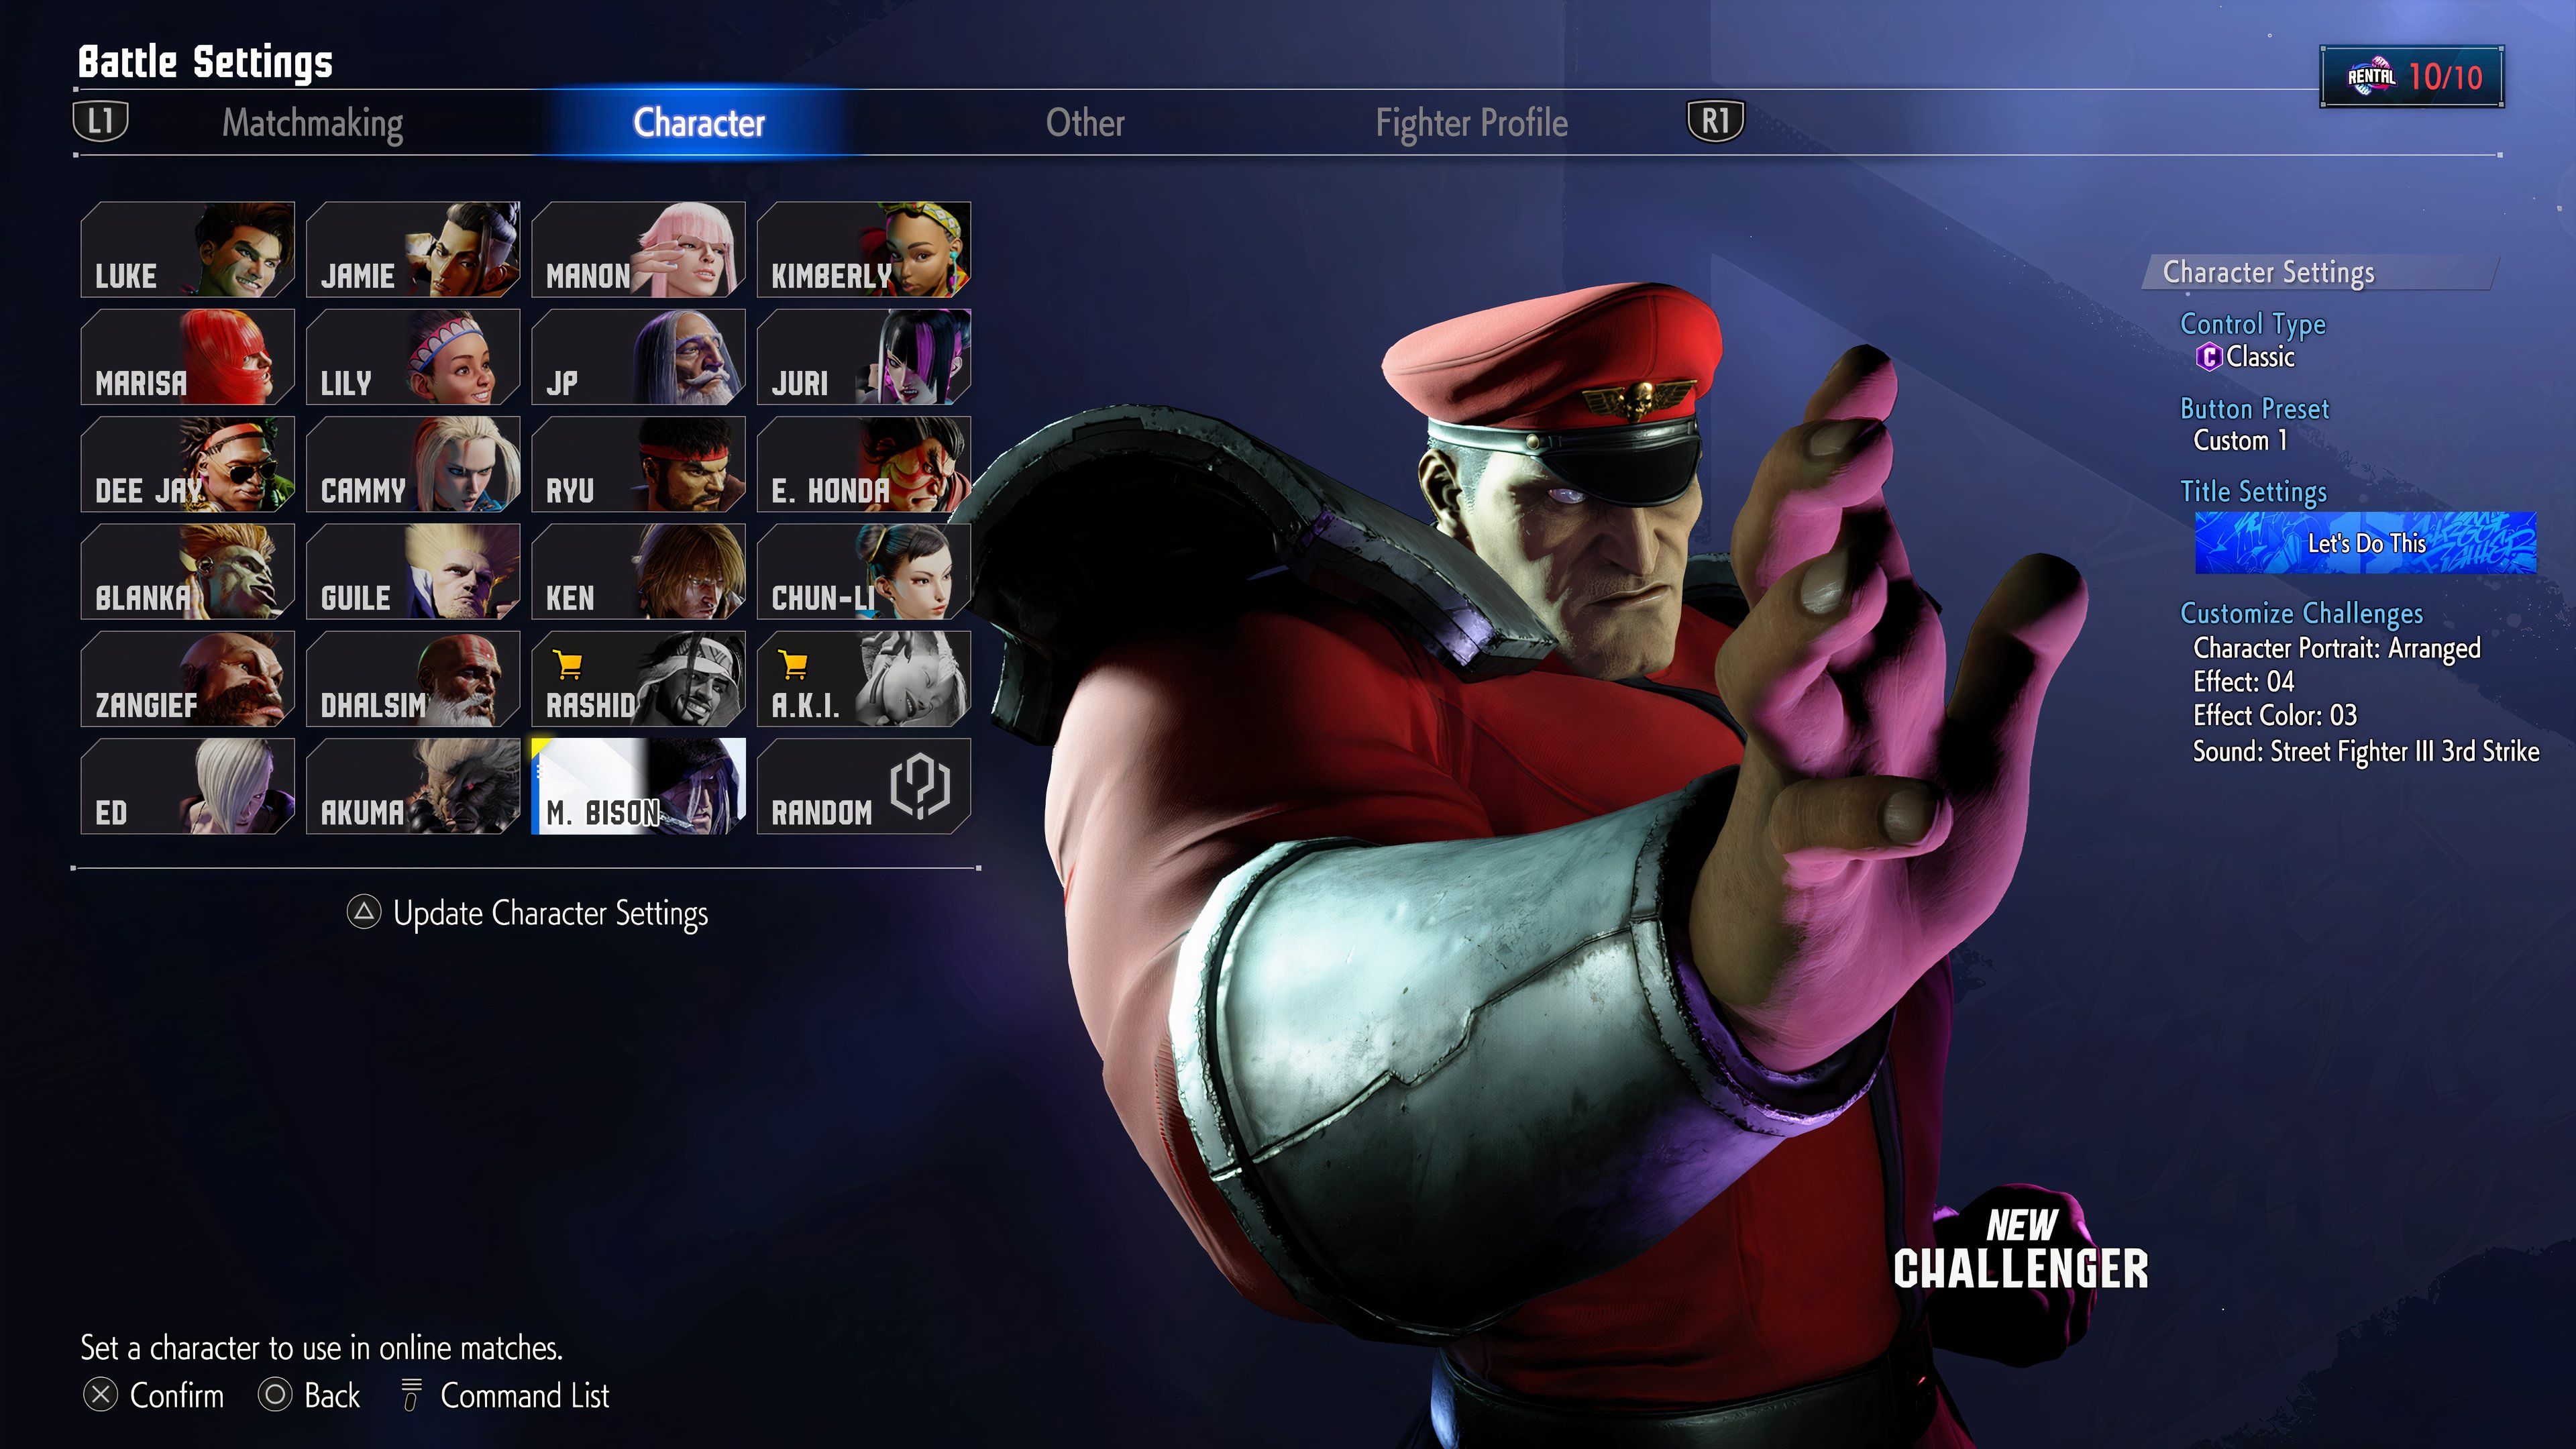 Battle Settings
RENTAL 10/10
L1 Matchmaking Character Other Fighter Profile R1
LUKE JAMIE MANON KIMBERLY
MARISA LILY JP JURI
DEE JAY CAMMY RYU E. HONDA
BLANKA GUILE KEN CHUN-LI
ZANGIEF DHALSIM RASHID A.K.I.
ED AKUMA M. BISON RANDOM
Update Character Settings
Character Settings
Control Type
C Classic
Button Preset
Custom 1
Title Settings
Let's Do This
Customize Challenges
Character Portrait: Arranged
Effect: 04
Effect Color: 03
Sound: Street Fighter III 3rd Strike
NEW
CHALLENGER
Set a character to use in online matches.
Confirm Back Command List